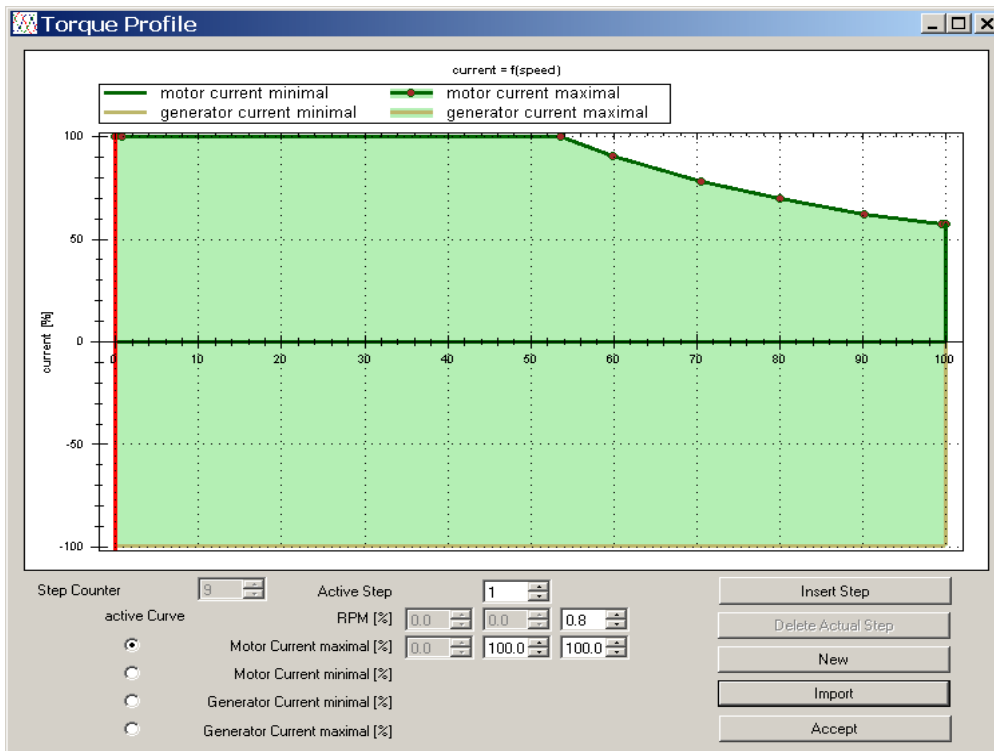 Torque Profile
current = f(speed)
motor current minimal motor current maximal
generator current minimal generator current maximal
100
50
0
-50
-100
current [%]
0 10 20 30 40 50 60 70 80 90 100
Step Counter 9 Active Step 1 Insert Step
active Curve RPM [%] 0.0 0.0 0.8 Delete Actual Step
Motor Current maximal [%] 0.0 100.0 100.0 New
Motor Current minimal [%]
Generator Current minimal [%] Import
Generator Current maximal [%] Accept